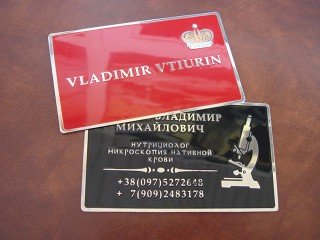 VLADIMIR VTIURIN
ВЛАДИМИР
МИХАЙЛОВИЧ
НУТРИЦИОЛОГ
МИКРОСКОПИЯ НАТИВНОЙ
КРОВИ
+38(097)5272648
+ 7(909)2483178